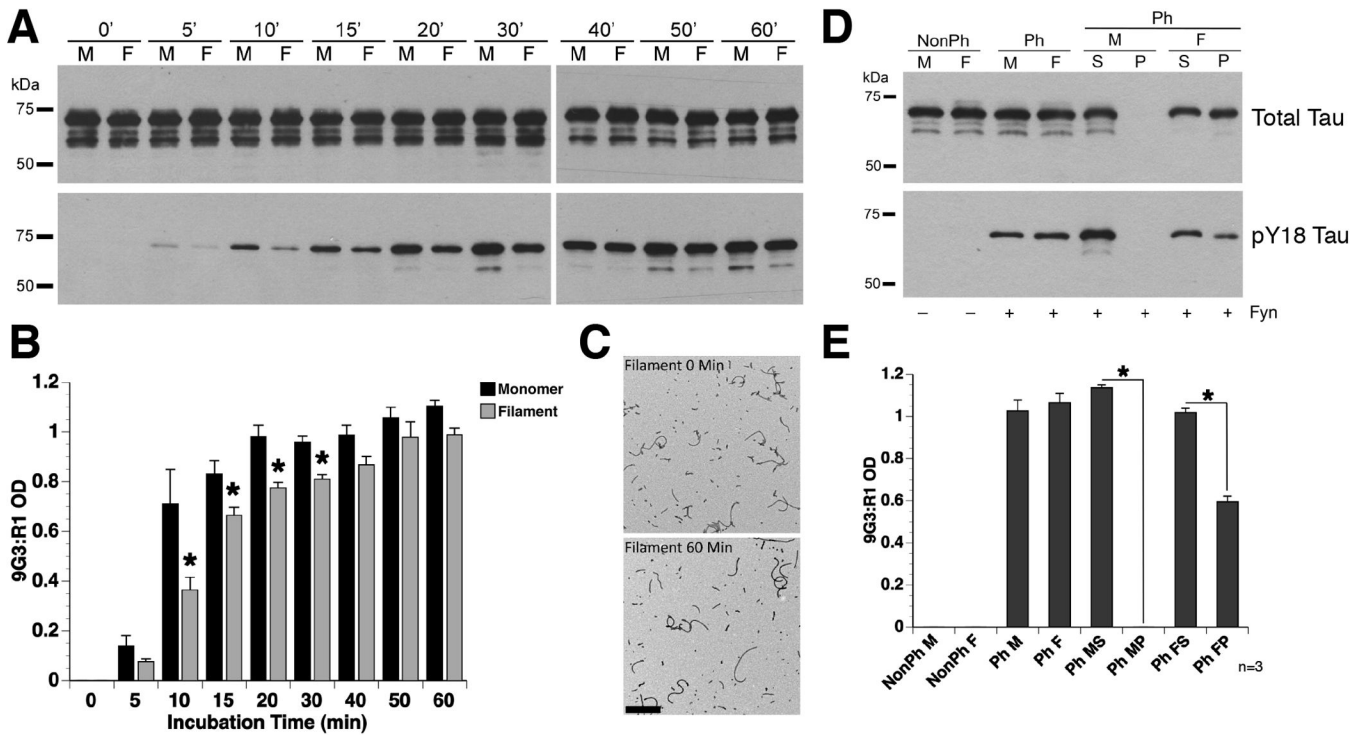 A
0' 5' 10' 15' 20' 30' 40' 50' 60'
M F M F M F M F M F M F M F M F M F
kDa
75
50
75
50
B
9G3:R1 OD
1.2
1
0.8
0.6
0.4
0.2
0
* * * *
Monomer
Filament
0 5 10 15 20 30 40 50 60
Incubation Time (min)
C
Filament 0 Min
Filament 60 Min
D
Ph
NonPh Ph M F
M F M F S P S P
kDa
75
50
Total Tau
75
50
pY18 Tau
– – + + + + + + Fyn
E
9G3:R1 OD
1.2
1
0.8
0.6
0.4
0.2
0
* *
NonPh M
NonPh F
Ph M
Ph F
Ph MS
Ph MP
Ph FS
Ph FP
n=3